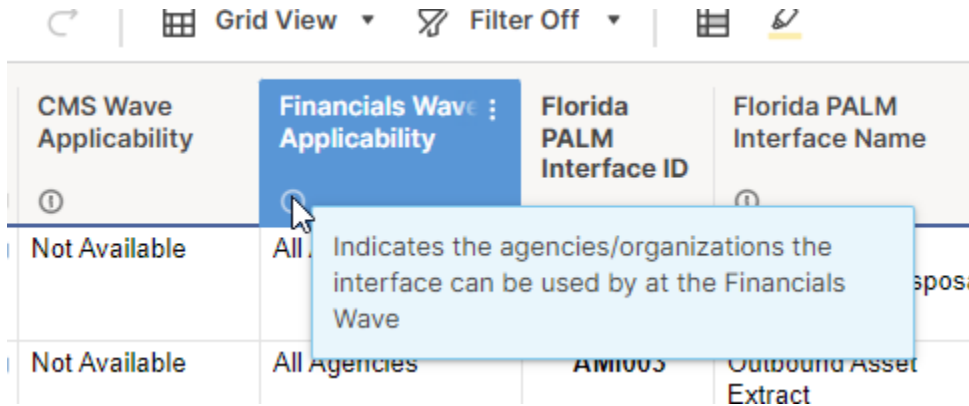 Grid View
Filter Off
CMS Wave
Applicability
Financials Wave
Applicability
Florida
PALM
Interface ID
Florida PALM
Interface Name
Not Available
All
Indicates the agencies/organizations the
interface can be used by at the Financials
Wave
Not Available
All Agencies
AMI003
Outbound Asset
Extract